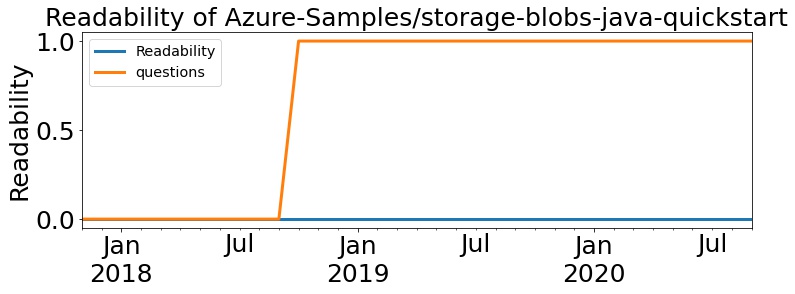 Readability of Azure-Samples/storage-blobs-java-quickstart
Readability
questions
Readability
1.0
0.5
0.0
Jan Jul Jan Jul Jan Jul
2018 2019 2020